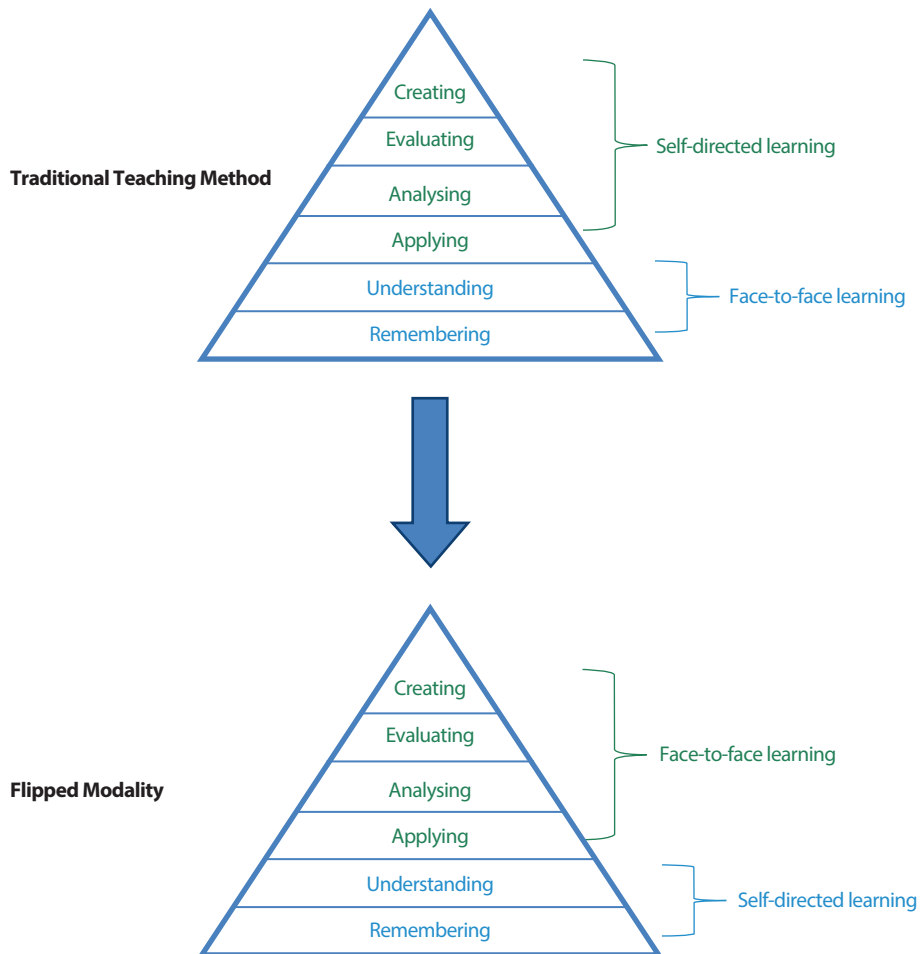 Creating
Evaluating
Self-directed learning
Traditional Teaching Method
Analysing
Applying
Understanding
Face-to-face learning
Remembering
Creating
Evaluating
Face-to-face learning
Flipped Modality
Analysing
Applying
Understanding
Self-directed learning
Remembering